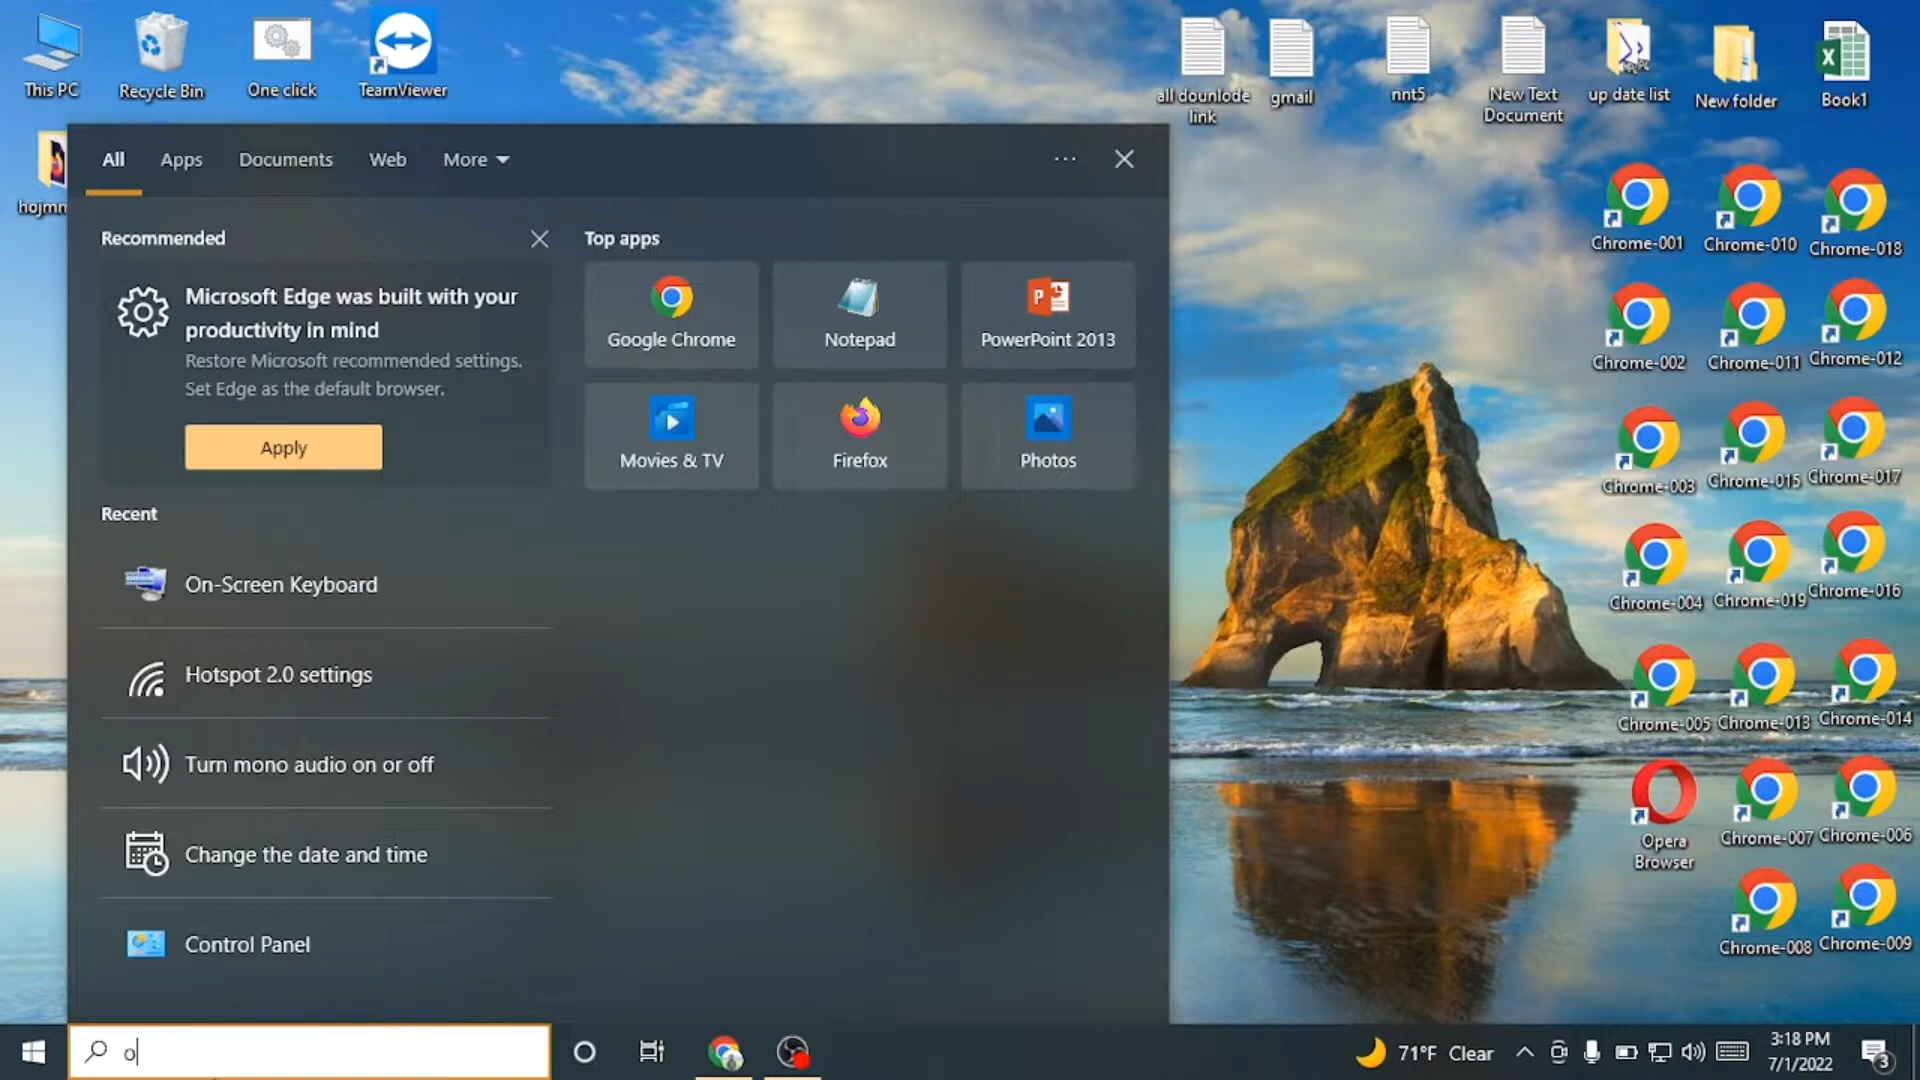 This PC
Recycle Bin
One click
TeamViewer
all dounlode
link
gmail
nnt5
New Text
Document
up date list
New folder
Book1
hojmn
All
Apps
Documents
Web
More
Recommended
Microsoft Edge was built with your
productivity in mind
Restore Microsoft recommended settings.
Set Edge as the default browser.
Apply
Top apps
Google Chrome
Notepad
PowerPoint 2013
Movies & TV
Firefox
Photos
Recent
On-Screen Keyboard
Hotspot 2.0 settings
Turn mono audio on or off
Change the date and time
Control Panel
Chrome-001
Chrome-010
Chrome-018
Chrome-002
Chrome-011
Chrome-012
Chrome-003
Chrome-015
Chrome-017
Chrome-004
Chrome-019
Chrome-016
Chrome-005
Chrome-013
Chrome-014
Opera
Browser
Chrome-007
Chrome-006
Chrome-008
Chrome-009
o
71°F Clear
3:18 PM
7/1/2022
3